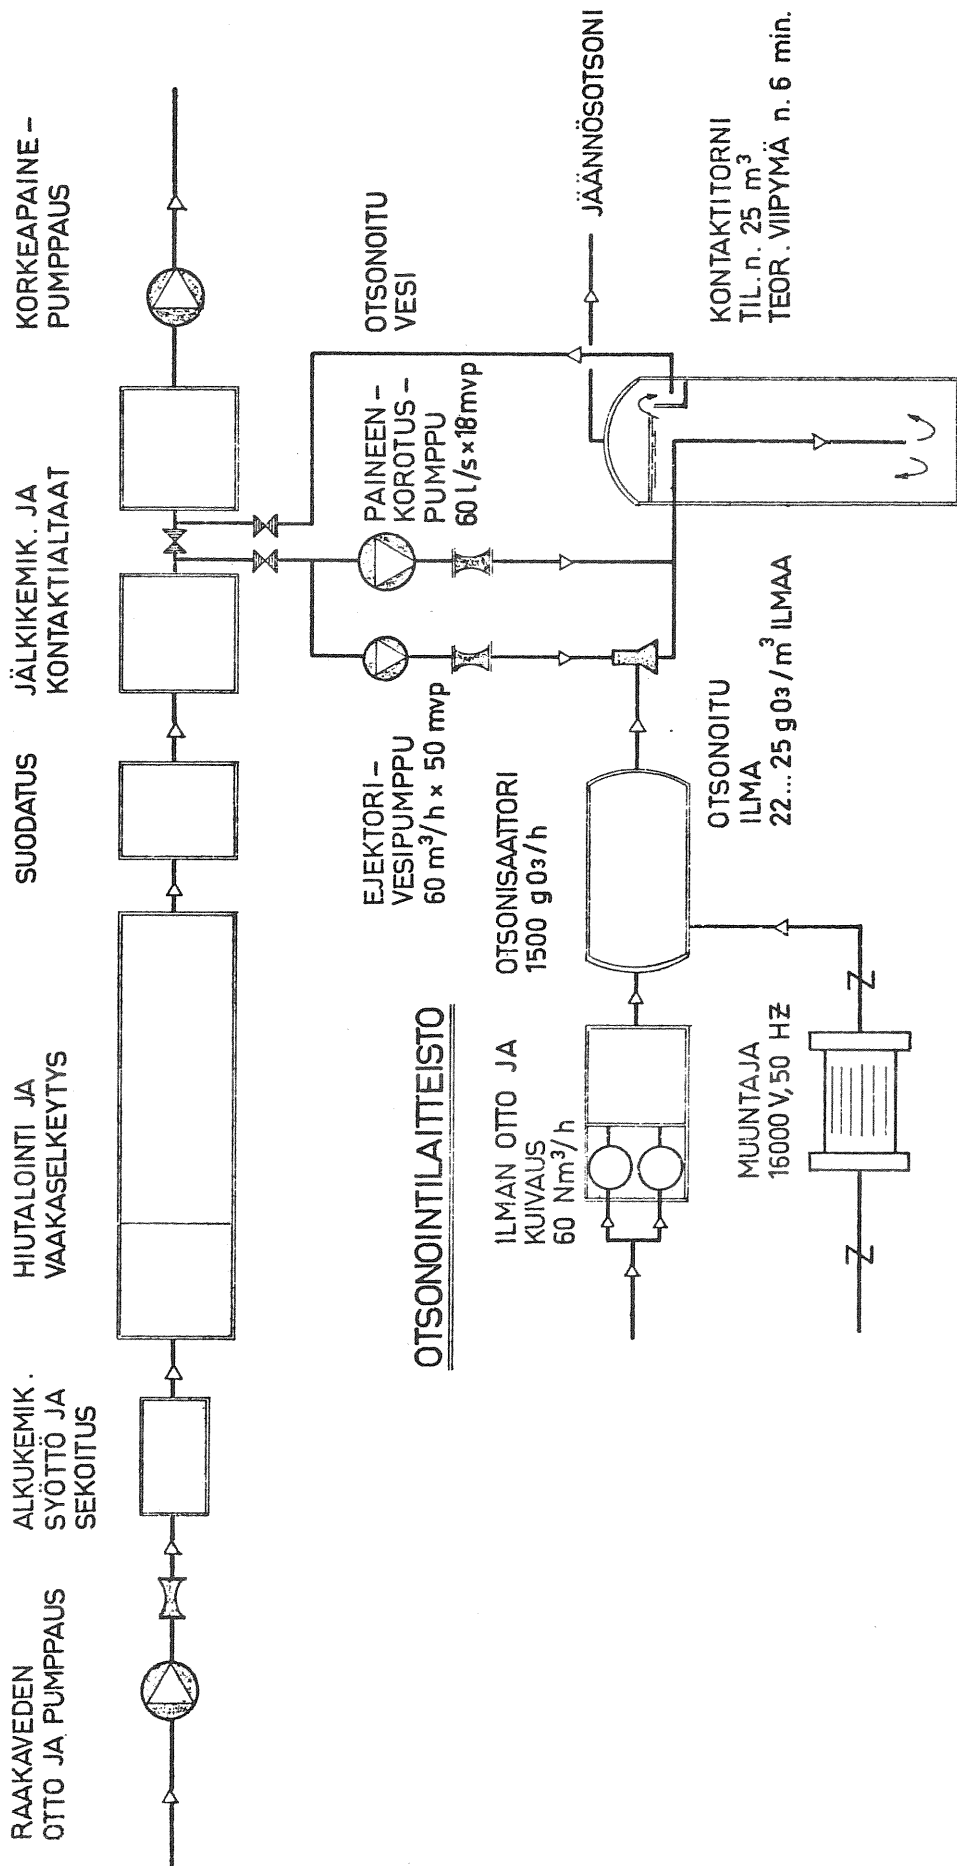 RAAKAVEDEN
OTTO JA PUMPPAUS
ALKUKEMIK.
SYÖTTÖ JA
SEKOITUS
HIUTALOINTI JA
VAAKASELKEYTYS
SUODATUS
JÄLKIKEMIK. JA
KONTAKTIALTAAT
KORKEAPAINE-
PUMPPAUS
OTSONOINTILAITTEISTO
EJEKTORI-
VESIPUMPPU
60 m³/h × 50 mvp
PAINEEN-
KOROTUS-
PUMPPU
60 l/s × 18mvp
OTSONOITU
VESI
ILMAN OTTO JA
KUIVAUS
60 Nm³/h
OTSONISAATTORI
1500 g O3/h
JÄÄNNÖSOTSONI
MUUNTAJA
16000 V, 50 HZ
OTSONOITU
ILMA
22...25 g O3/m³ ILMAA
KONTAKTITORNI
TIL. n. 25 m³
TEOR. VIIPYMÄ n. 6 min.